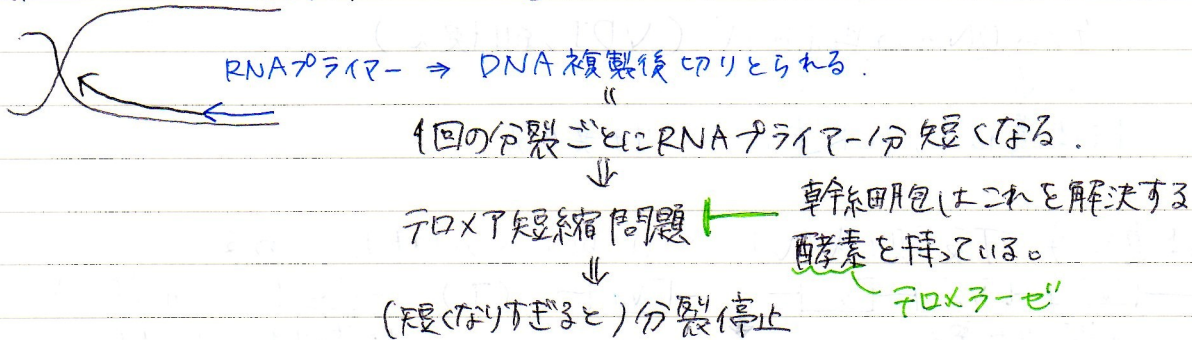 RNAプライマー ⇒ DNA複製後切りとられる.
〃
1回の分裂ごとにRNAプライマー分短くなる.
⇓
テロメア短縮問題
幹細胞はこれを解決する
酵素を持っている。
テロメラーゼ
⇓
(短くなりすぎると)分裂停止